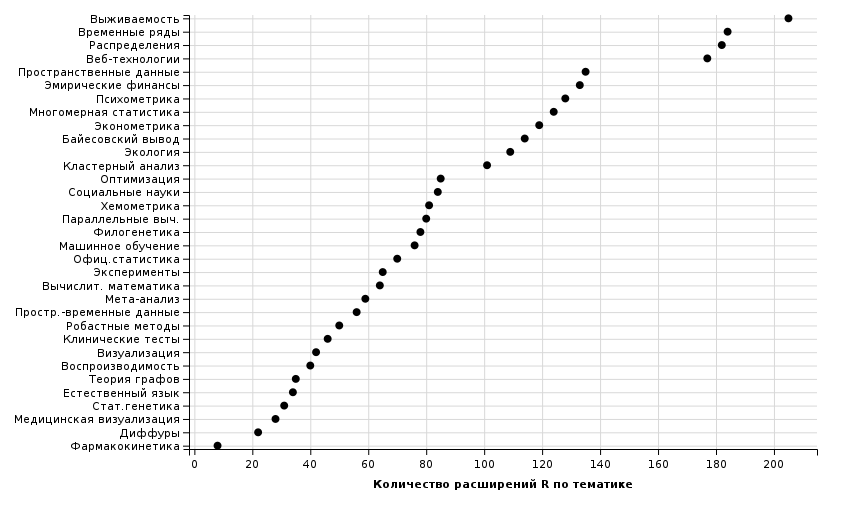 Выживаемость
Временные ряды
Распределения
Веб-технологии
Пространственные данные
Эмирические финансы
Психометрика
Многомерная статистика
Эконометрика
Байесовский вывод
Экология
Кластерный анализ
Оптимизация
Социальные науки
Хемометрика
Параллельные выч.
Филогенетика
Машинное обучение
Офиц.статистика
Эксперименты
Вычислит. математика
Мета-анализ
Простр.-временные данные
Робастные методы
Клинические тесты
Визуализация
Воспроизводимость
Теория графов
Естественный язык
Стат.генетика
Медицинская визуализация
Диффуры
Фармакокинетика
0 20 40 60 80 100 120 140 160 180 200
Количество расширений R по тематике